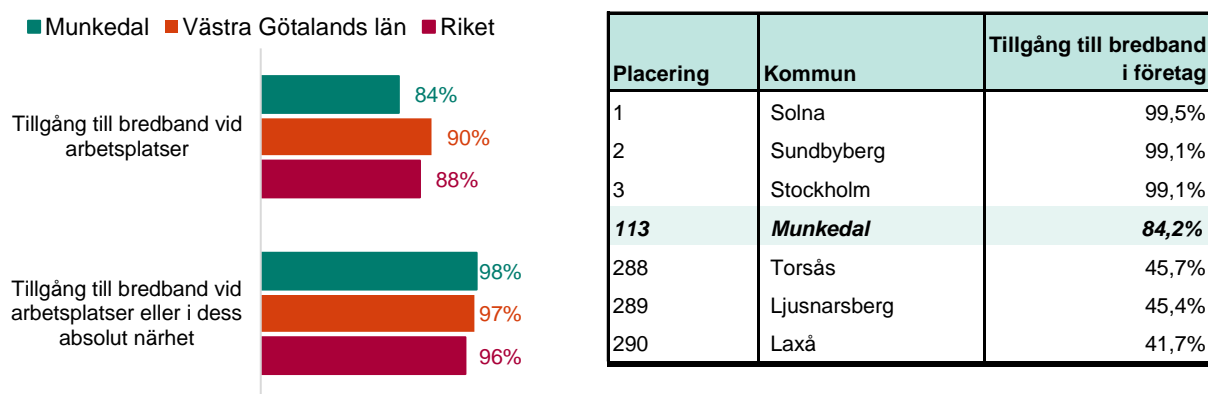 Munkedal Västra Götalands län Riket
Tillgång till bredband vid
arbetsplatser
84%
90%
88%
Tillgång till bredband vid
arbetsplatser eller i dess
absolut närhet
98%
97%
96%
Placering Kommun Tillgång till bredband
i företag
1 Solna 99,5%
2 Sundbyberg 99,1%
3 Stockholm 99,1%
113 Munkedal 84,2%
288 Torsås 45,7%
289 Ljusnarsberg 45,4%
290 Laxå 41,7%